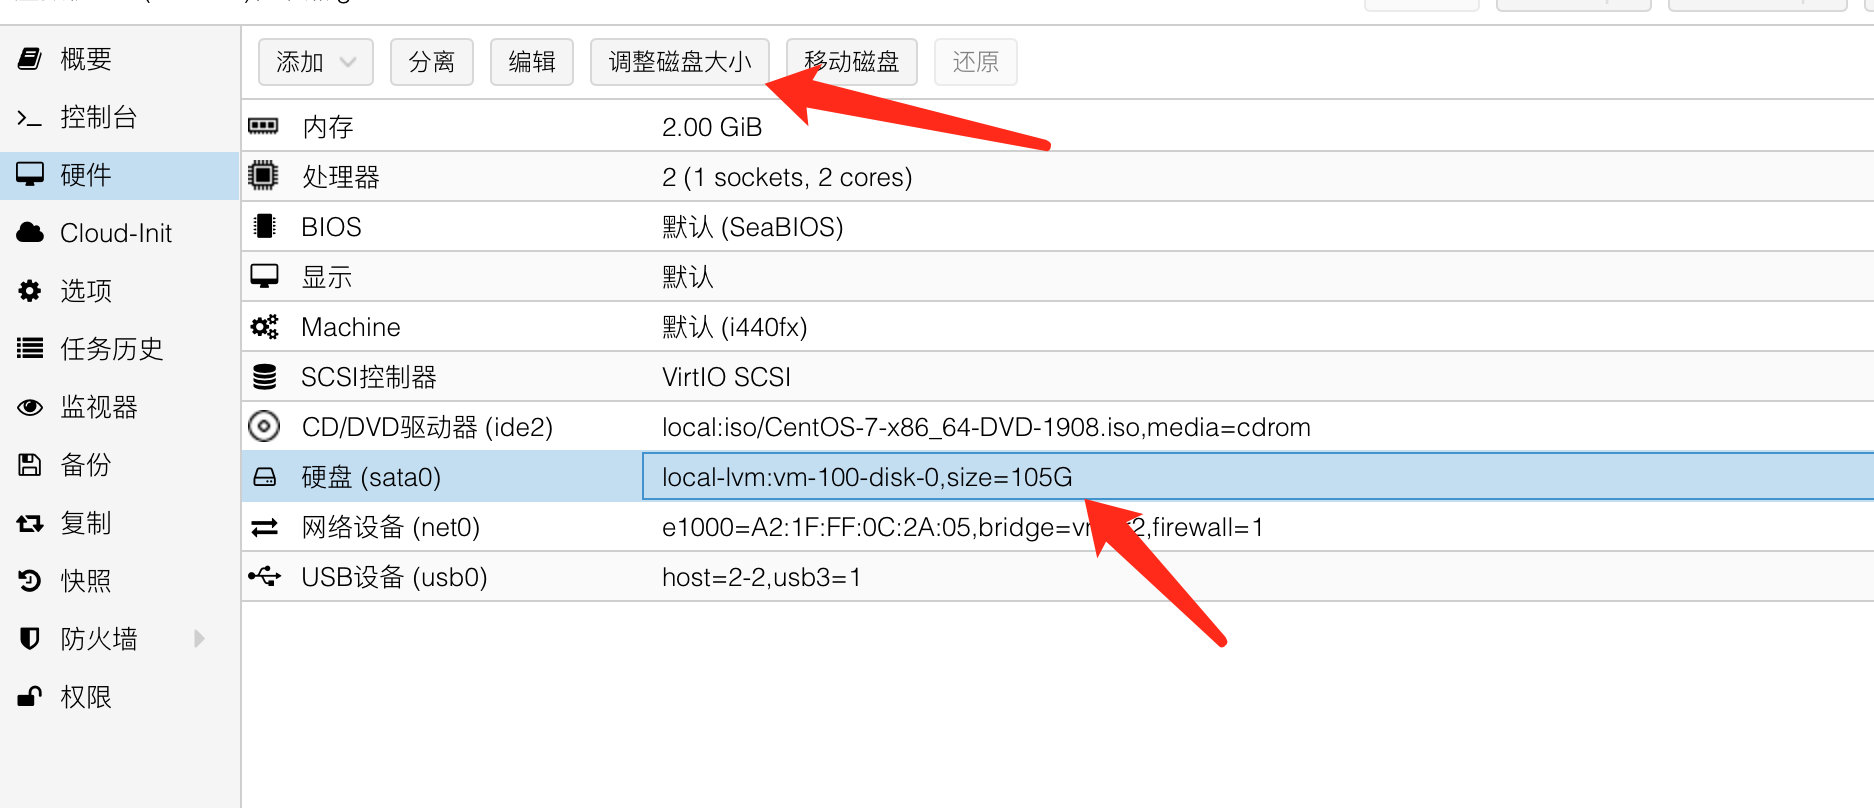 概要
控制台
硬件
Cloud-Init
选项
任务历史
监视器
备份
复制
快照
防火墙
权限
添加 分离 编辑 调整磁盘大小 移动磁盘 还原
内存 2.00 GiB
处理器 2 (1 sockets, 2 cores)
BIOS 默认 (SeaBIOS)
显示 默认
Machine 默认 (i440fx)
SCSI控制器 VirtIO SCSI
CD/DVD驱动器 (ide2) local:iso/CentOS-7-x86_64-DVD-1908.iso,media=cdrom
硬盘 (sata0) local-lvm:vm-100-disk-0,size=105G
网络设备 (net0) e1000=A2:1F:FF:0C:2A:05,bridge= ,firewall=1
USB设备 (usb0) host=2-2,usb3=1